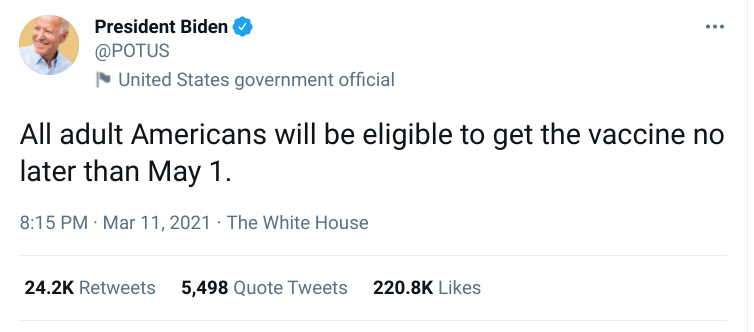 President Biden
@POTUS
United States government official
All adult Americans will be eligible to get the vaccine no
later than May 1.
8:15 PM · Mar 11, 2021 · The White House
24.2K Retweets 5,498 Quote Tweets 220.8K Likes